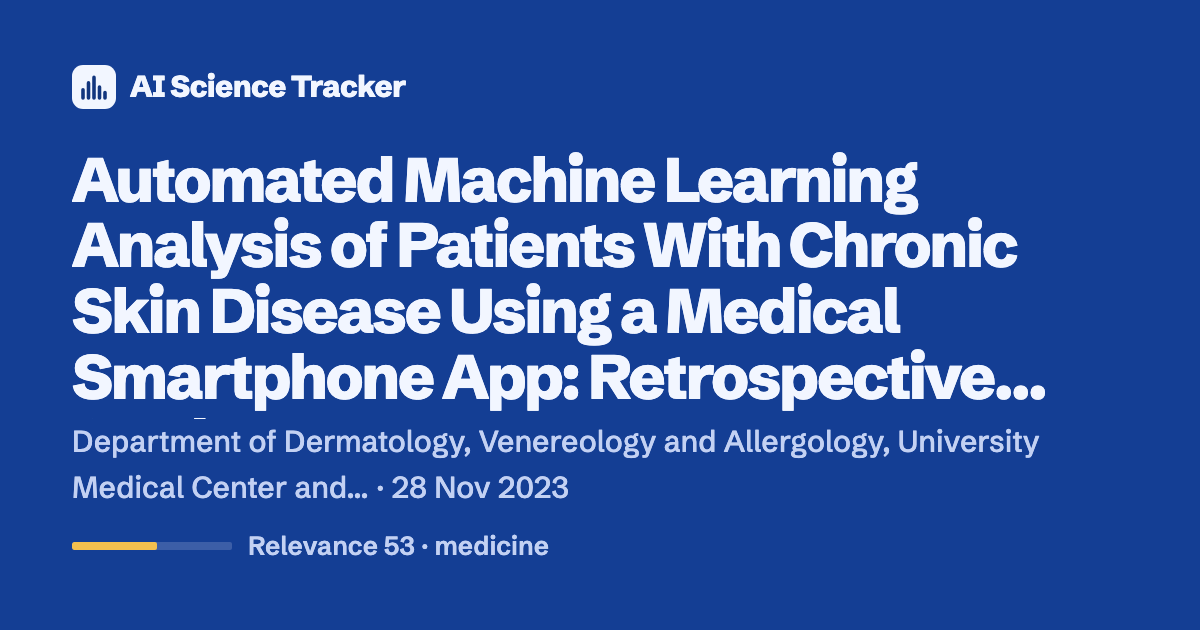 AI Science Tracker
Automated Machine Learning
Analysis of Patients With Chronic
Skin Disease Using a Medical
Smartphone App: Retrospective...
Department of Dermatology, Venereology and Allergology, University
Medical Center and... · 28 Nov 2023
Relevance 53 · medicine